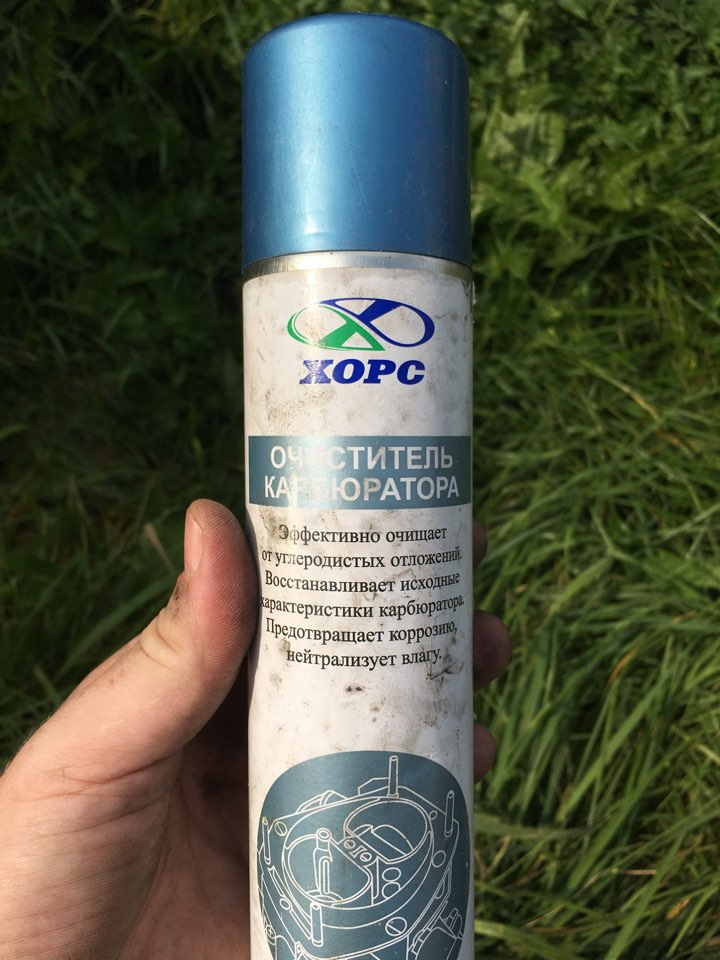 ХОРС
ОЧИСТИТЕЛЬ
КАРБЮРАТОРА
Эффективно очищает
от углеродистых отложений.
Восстанавливает исходные
характеристики карбюратора.
Предотвращает коррозию,
нейтрализует влагу.